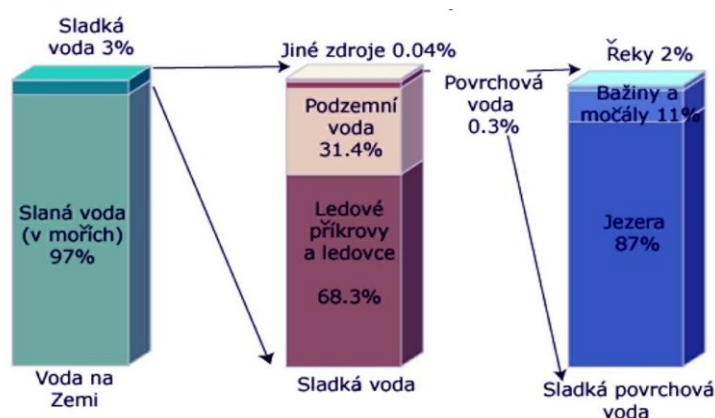 Sladká
voda 3%
Slaná voda
(v mořích)
97%
Voda na
Zemi
Jiné zdroje 0.04%
Podzemní
voda
31.4%
Ledové
příkrovy
a ledovce
68.3%
Sladká voda
Povrchová
voda
0.3%
Řeky 2%
Bažiny a
močály 11%
Jezera
87%
Sladká povrchová
voda